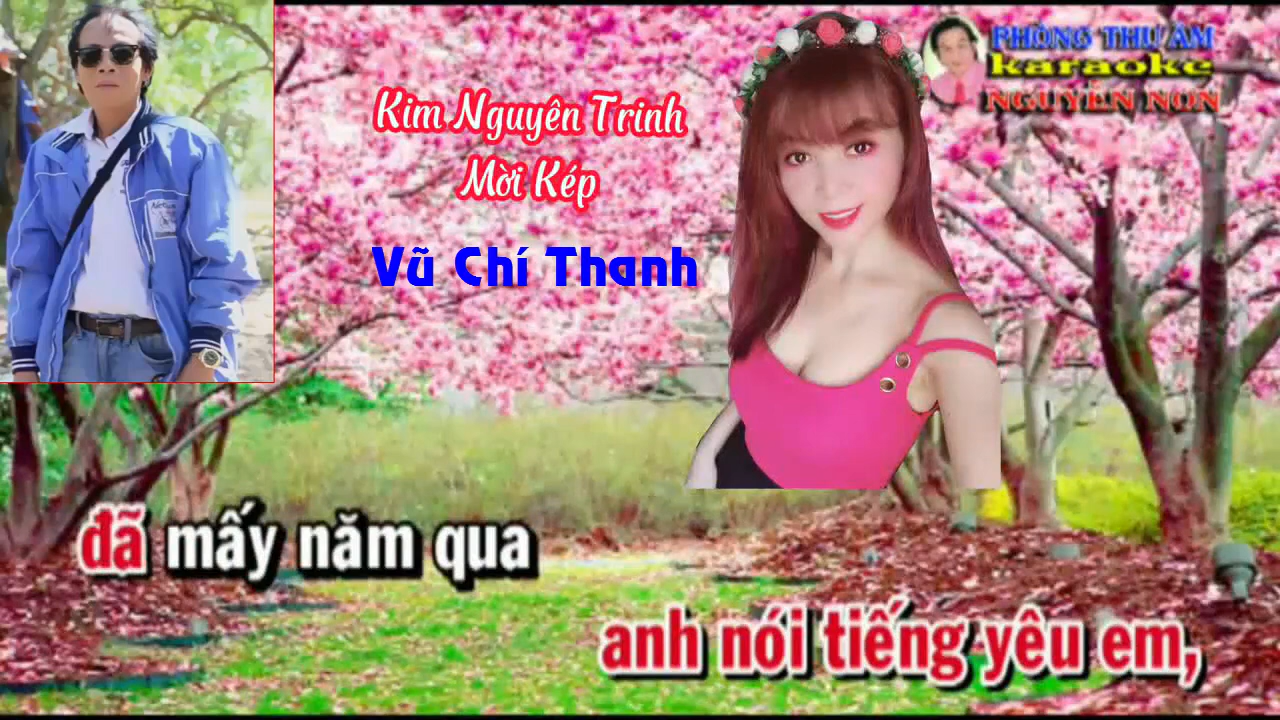 PHÒNG THU ÂM
karaoke
NGUYÊN NON
Kim Nguyên Trinh
Mời Kép
Vũ Chí Thanh
đã mấy năm qua
anh nói tiếng yêu em,